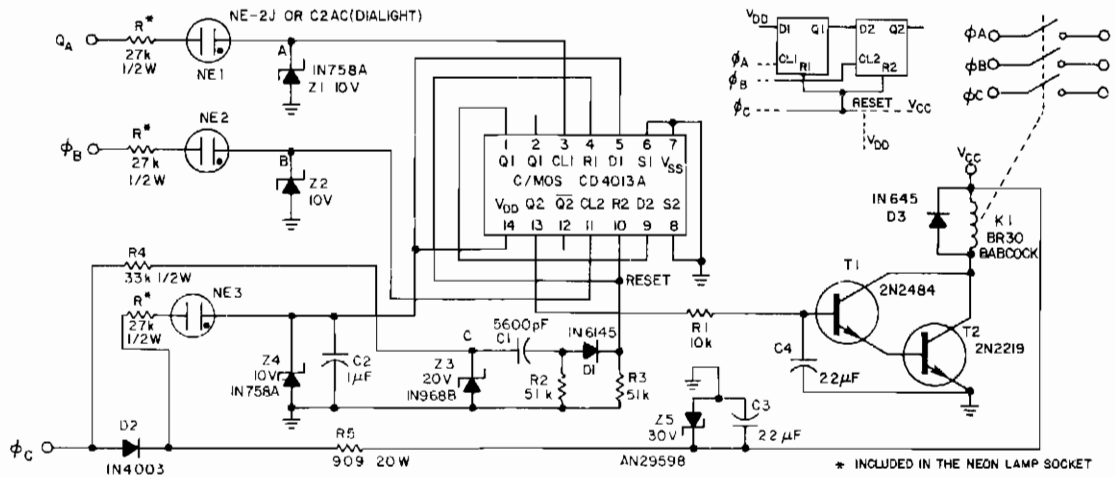 NE-2J OR C2AC(DIALIGHT)
QA
R*
27k
1/2W
NE1
A
1N758A
Z1 10V
ϕB
R*
27k
1/2W
NE2
B
Z2
10V
1 2 3 4 5 6 7
Q1 Q1 CL1 R1 D1 S1 VSS
C/MOS CD4013A
VDD Q2 Q2 CL2 R2 D2 S2
14 13 12 11 10 9 8
RESET
VDD
D1 Q1 D2 Q2
ϕA
CL1 R1
ϕB
CL2 R2
ϕC
RESET
VCC
VDD
ϕA
ϕB
ϕC
VCC
1N645
D3
K1
BR30
BABCOCK
T1
2N2484
T2
2N2219
R1
10k
C4
22μF
R4
33k 1/2W
R*
27k
1/2W
NE3
Z4
10V
1N758A
C2
1μF
C
Z3
20V
1N968B
5600pF
C1
1N6145
D1
R2
51k
R3
51k
Z5
30V
C3
22μF
AN29598
ϕC
D2
1N4003
R5
909 20W
* INCLUDED IN THE NEON LAMP SOCKET